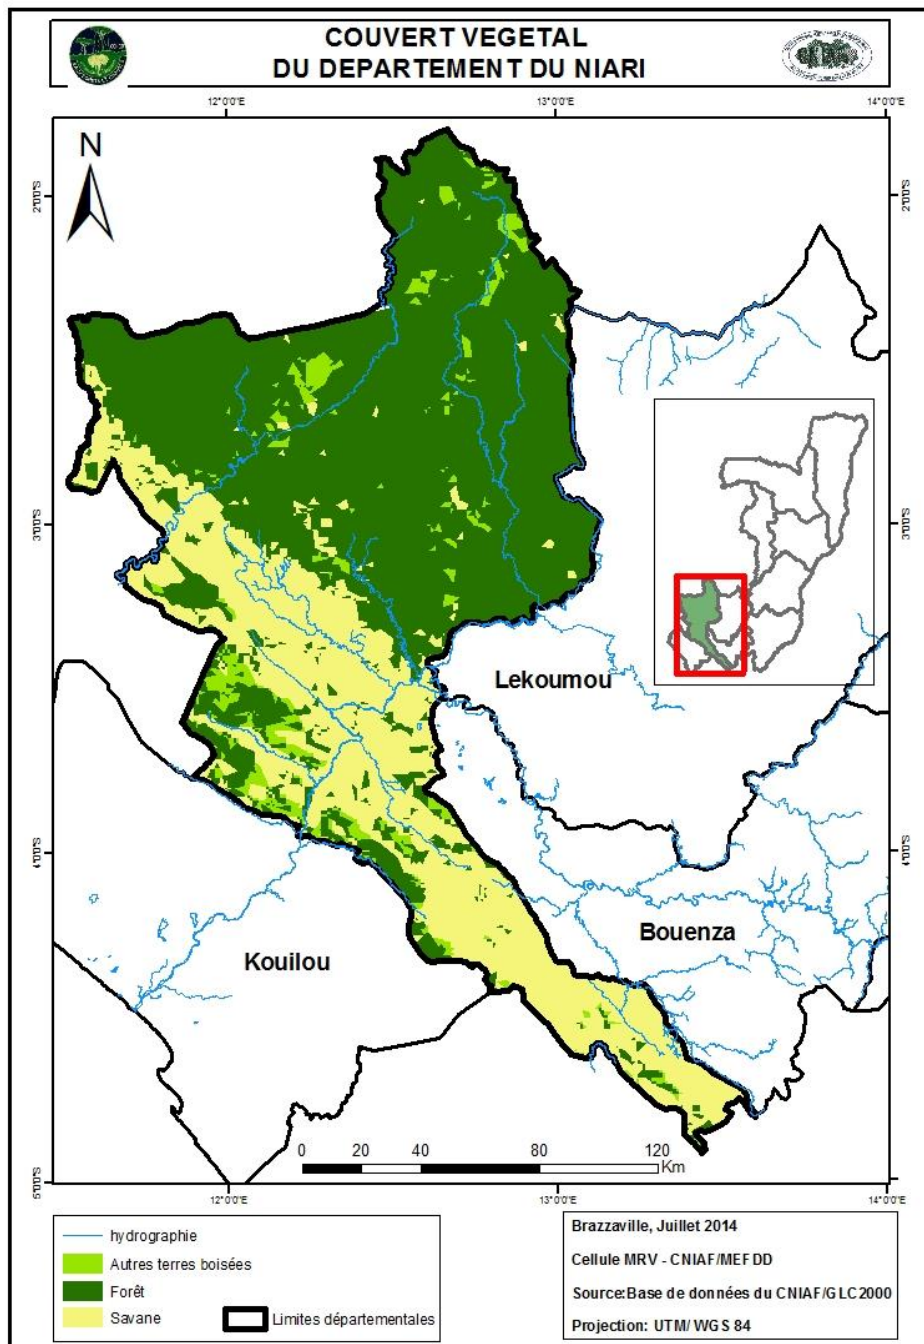 COUVERT VEGETAL
DU DEPARTEMENT DU NIARI
12°0'0"E 13°0'0"E 14°0'0"E
N
2°0'0"S 2°0'0"S
3°0'0"S 3°0'0"S
Lekoumou
4°0'0"S 4°0'0"S
Bouenza
Kouilou
0 20 40 80 120
Km
5°0'0"S
12°0'0"E 13°0'0"E 14°0'0"E
hydrographie
Autres terres boisées
Forêt
Savane
Limites départementales
Brazzaville, Juillet 2014
Cellule MRV - CNIAF/MEFDD
Source:Base de données du CNIAF/GLC2000
Projection: UTM/ WGS 84